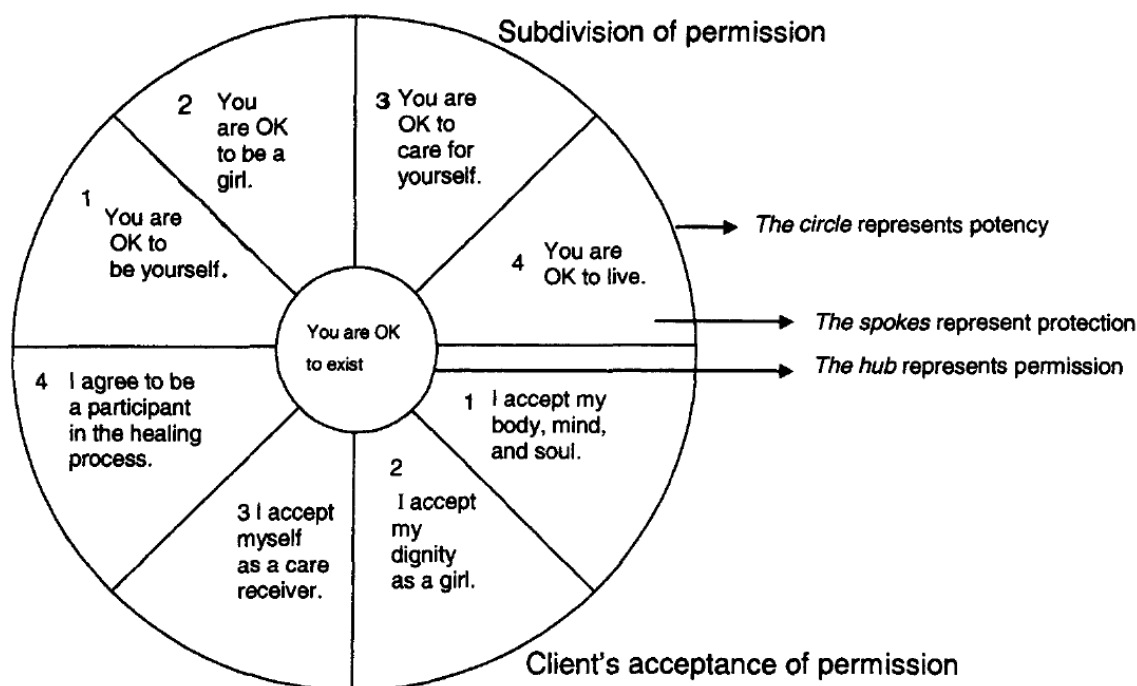 Subdivision of permission
1 You are
OK to
be yourself.
2 You
are OK
to be a
girl.
3 You are
OK to
care for
yourself.
4 You are
OK to live.
The circle represents potency
The spokes represent protection
The hub represents permission
You are OK
to exist
1 I accept my
body, mind,
and soul.
2
I accept
my
dignity
as a girl.
3 I accept
myself
as a care
receiver.
4 I agree to be
a participant
in the healing
process.
Client's acceptance of permission